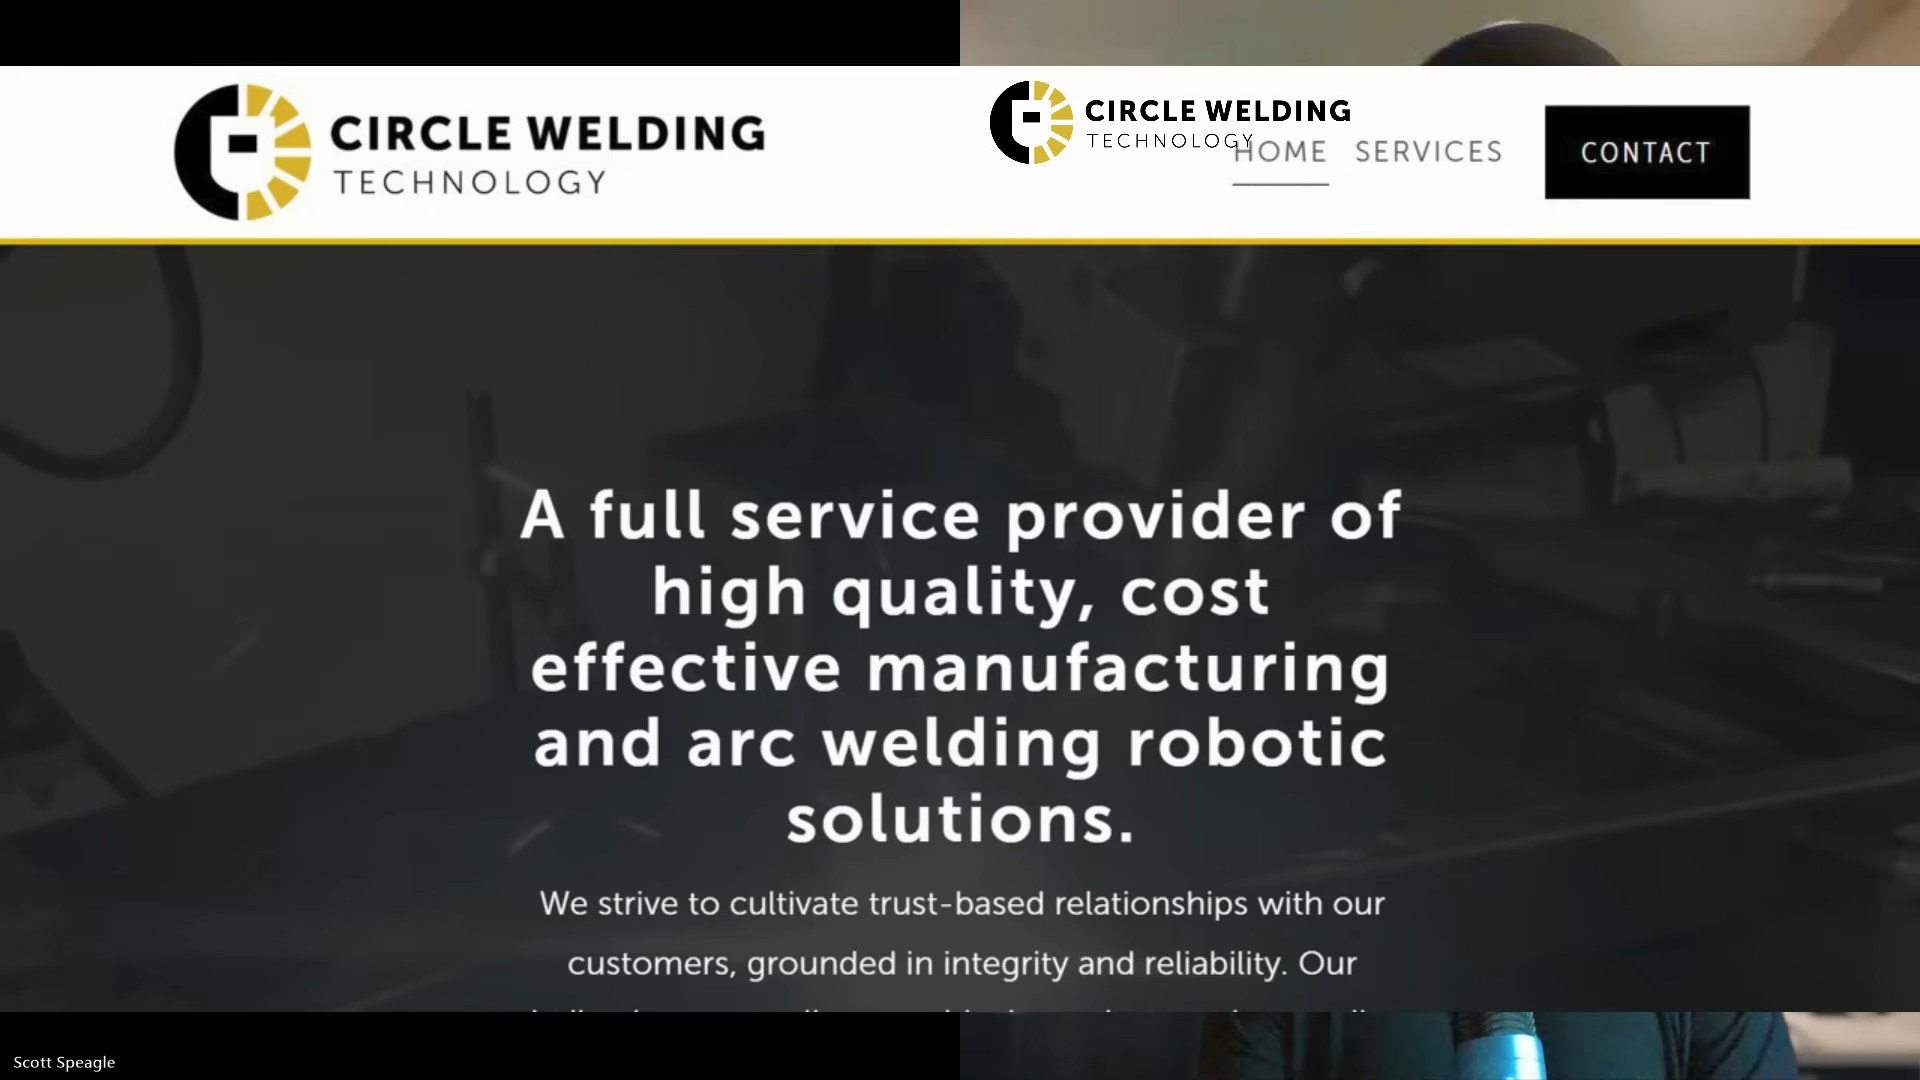 CIRCLE WELDING
TECHNOLOGY
CIRCLE WELDING
TECHNOLOGY
HOME SERVICES CONTACT
A full service provider of
high quality, cost
effective manufacturing
and arc welding robotic
solutions.
We strive to cultivate trust-based relationships with our
customers, grounded in integrity and reliability. Our
Scott Speagle